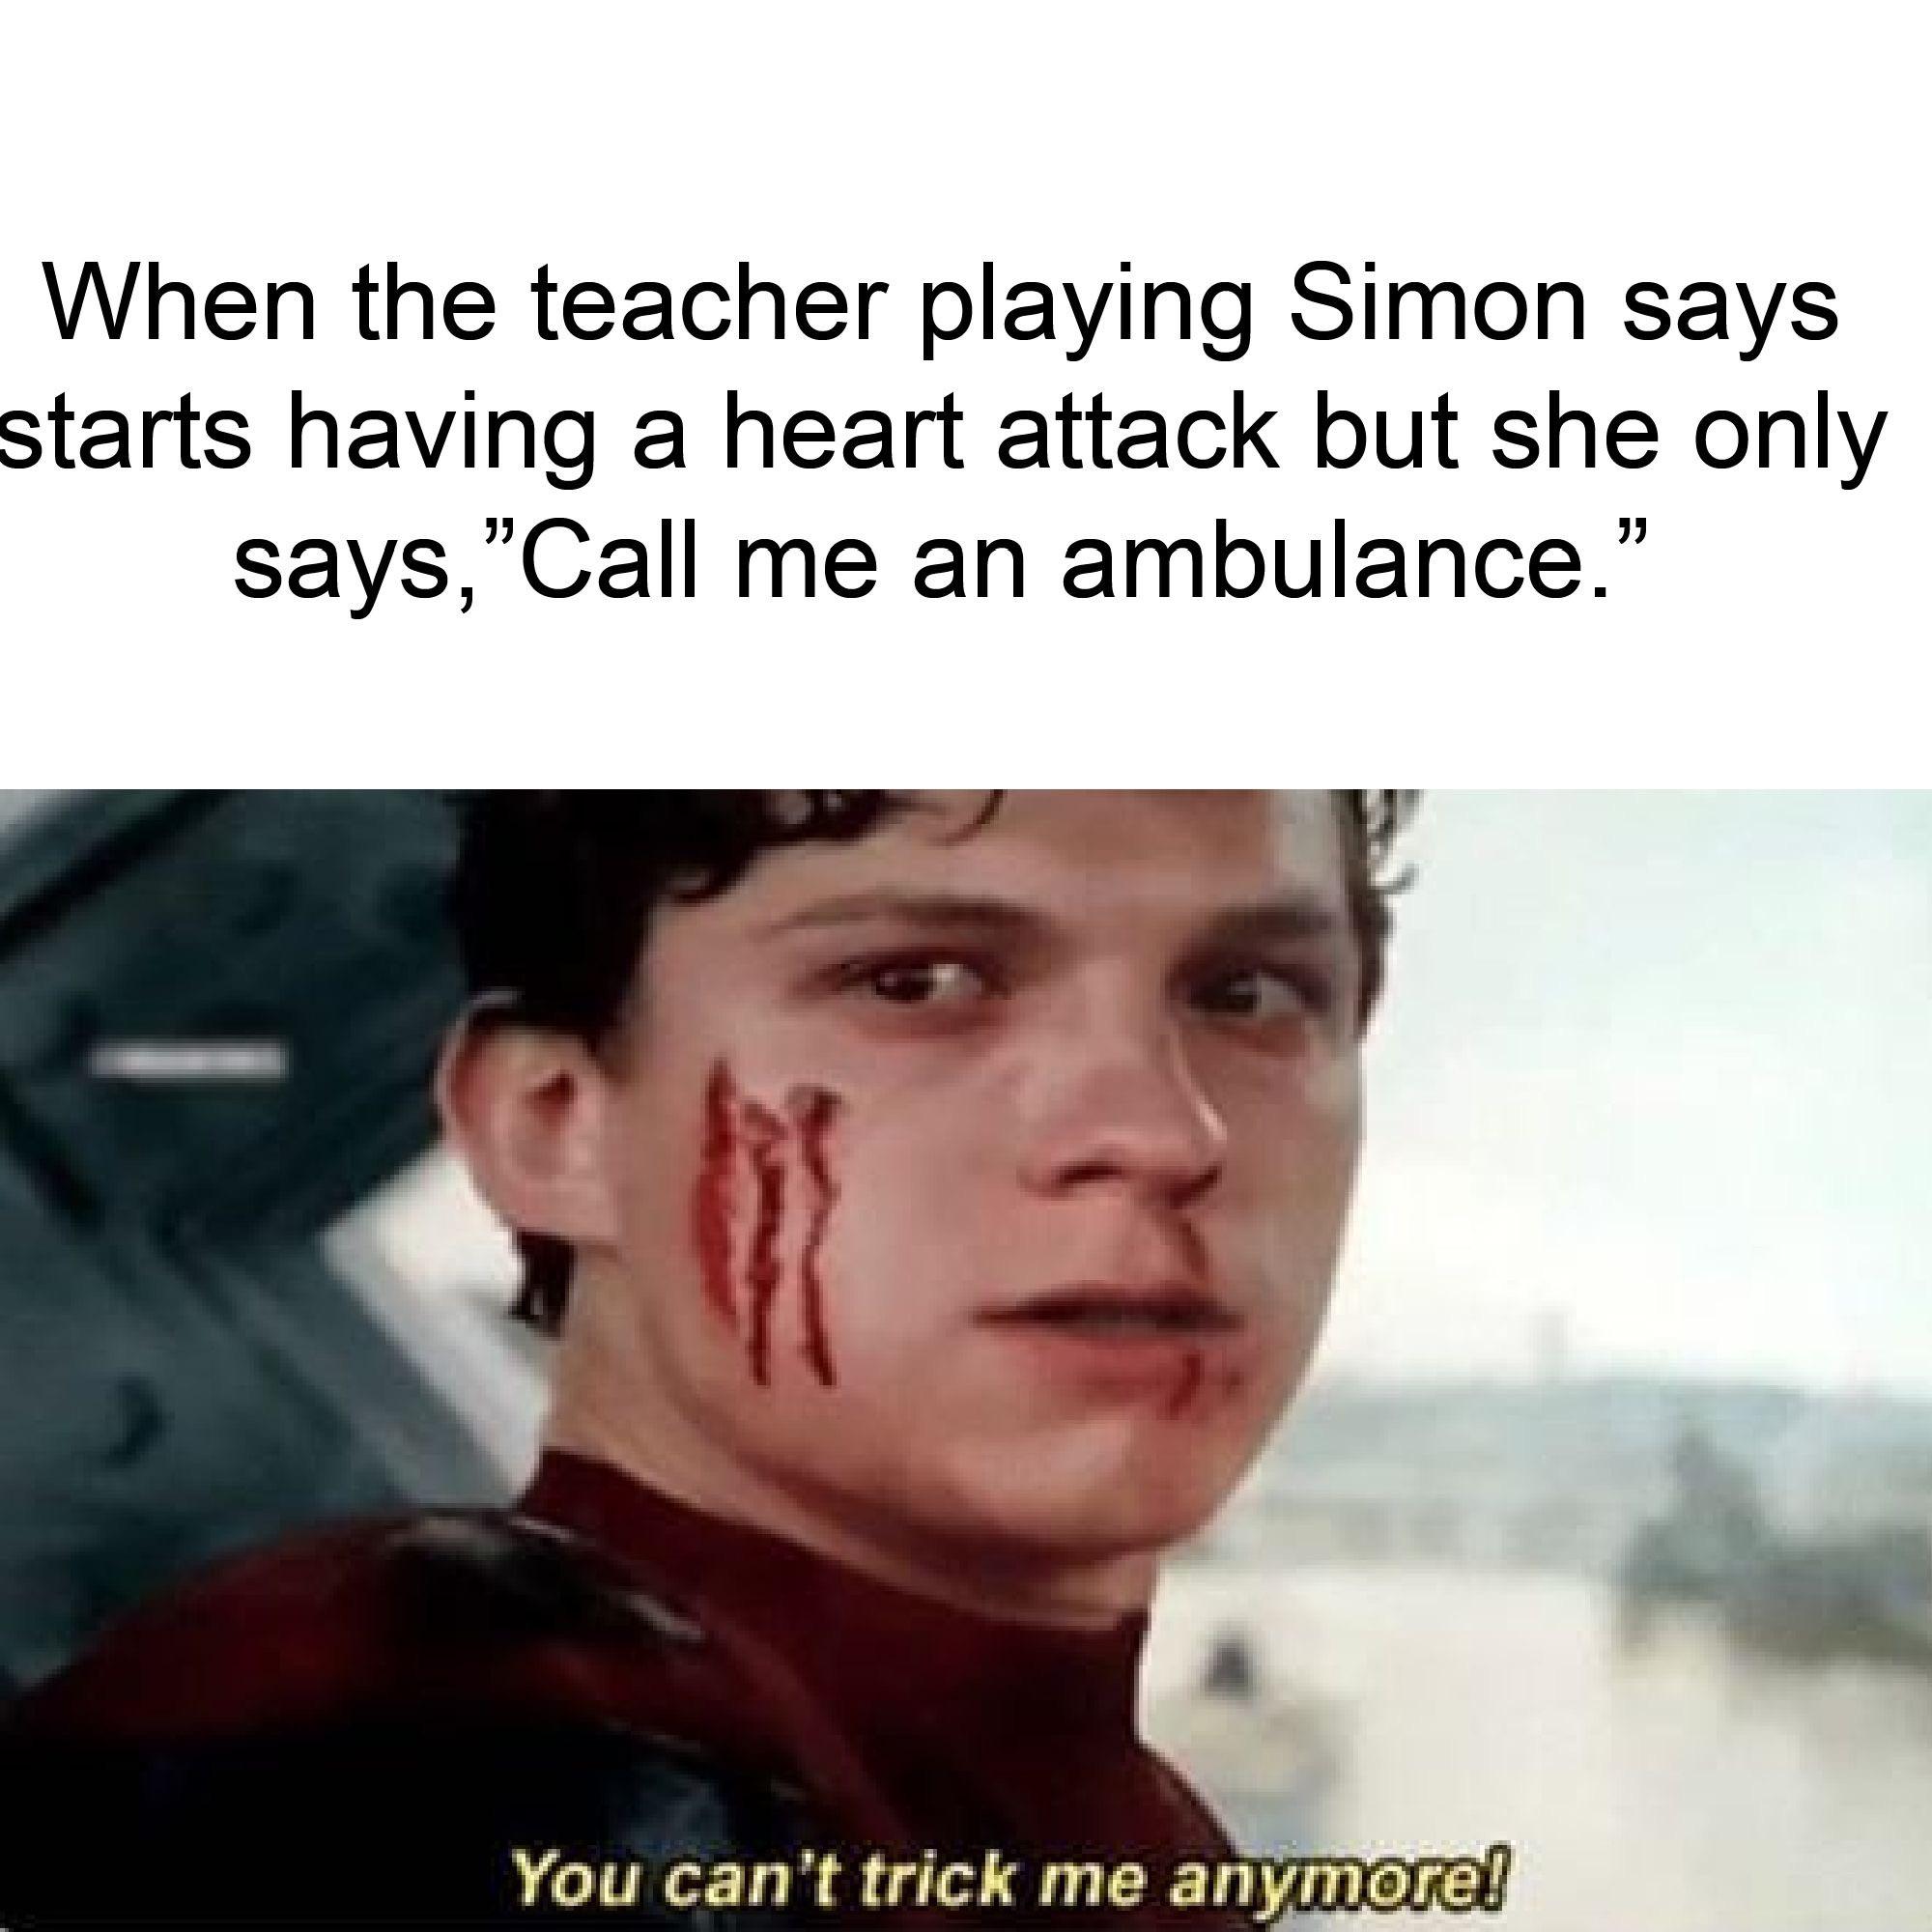 When the teacher playing Simon says
starts having a heart attack but she only
says,”Call me an ambulance.”
You can't trick me anymore!